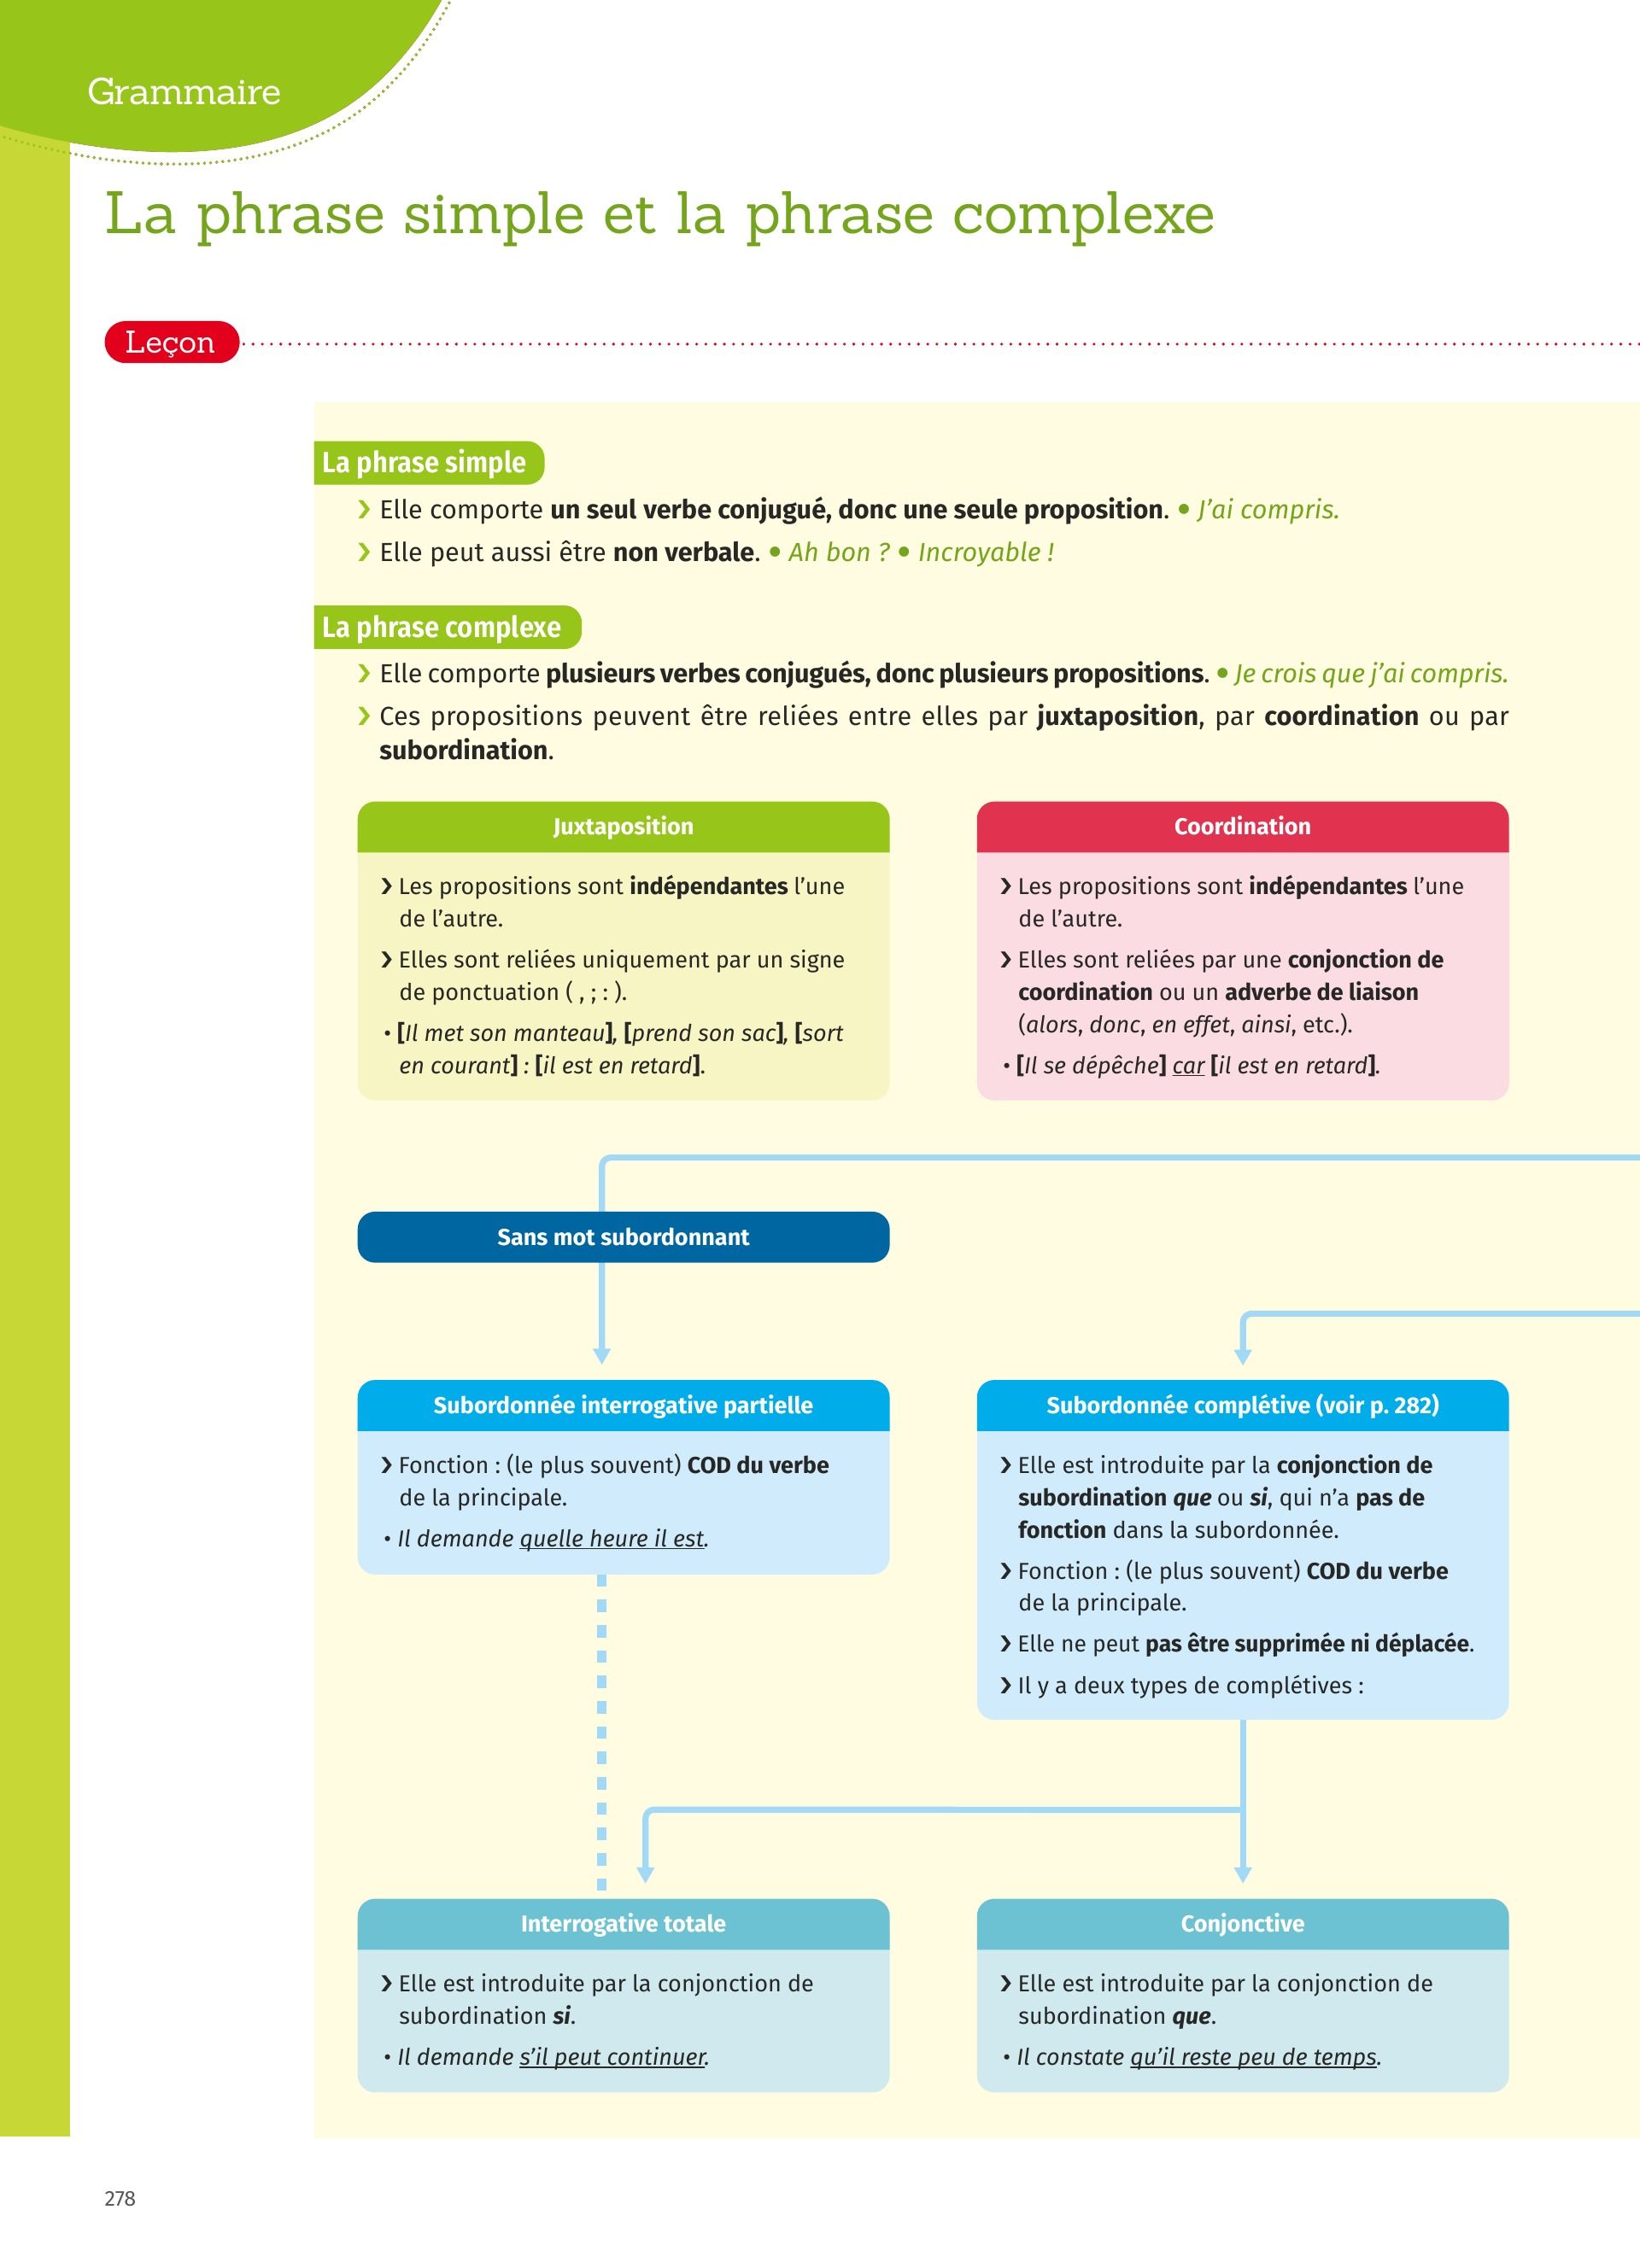 Grammaire
La phrase simple et la phrase complexe
Leçon
La phrase simple
❯ Elle comporte un seul verbe conjugué, donc une seule proposition. • J’ai compris.
❯ Elle peut aussi être non verbale. • Ah bon ? • Incroyable !
La phrase complexe
❯ Elle comporte plusieurs verbes conjugués, donc plusieurs propositions. • Je crois que j’ai compris.
❯ Ces propositions peuvent être reliées entre elles par juxtaposition, par coordination ou par
subordination.
Juxtaposition
❯ Les propositions sont indépendantes l’une
de l’autre.
❯ Elles sont reliées uniquement par un signe
de ponctuation ( , ; : ).
• [Il met son manteau], [prend son sac], [sort
en courant] : [il est en retard].
Coordination
❯ Les propositions sont indépendantes l’une
de l’autre.
❯ Elles sont reliées par une conjonction de
coordination ou un adverbe de liaison
(alors, donc, en effet, ainsi, etc.).
• [Il se dépêche] car [il est en retard].
Sans mot subordonnant
Subordonnée interrogative partielle
❯ Fonction : (le plus souvent) COD du verbe
de la principale.
• Il demande quelle heure il est.
Subordonnée complétive (voir p. 282)
❯ Elle est introduite par la conjonction de
subordination que ou si, qui n’a pas de
fonction dans la subordonnée.
❯ Fonction : (le plus souvent) COD du verbe
de la principale.
❯ Elle ne peut pas être supprimée ni déplacée.
❯ Il y a deux types de complétives :
Interrogative totale
❯ Elle est introduite par la conjonction de
subordination si.
• Il demande s’il peut continuer.
Conjonctive
❯ Elle est introduite par la conjonction de
subordination que.
• Il constate qu’il reste peu de temps.
278